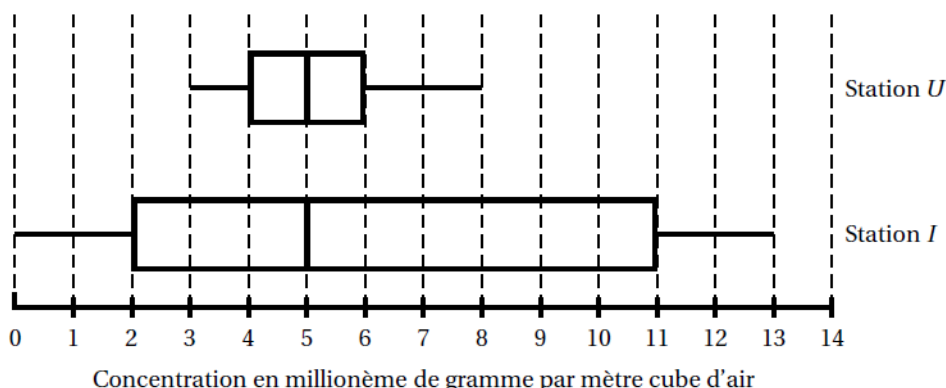 Station U
Station I
0 1 2 3 4 5 6 7 8 9 10 11 12 13 14
Concentration en millionème de gramme par mètre cube d'air